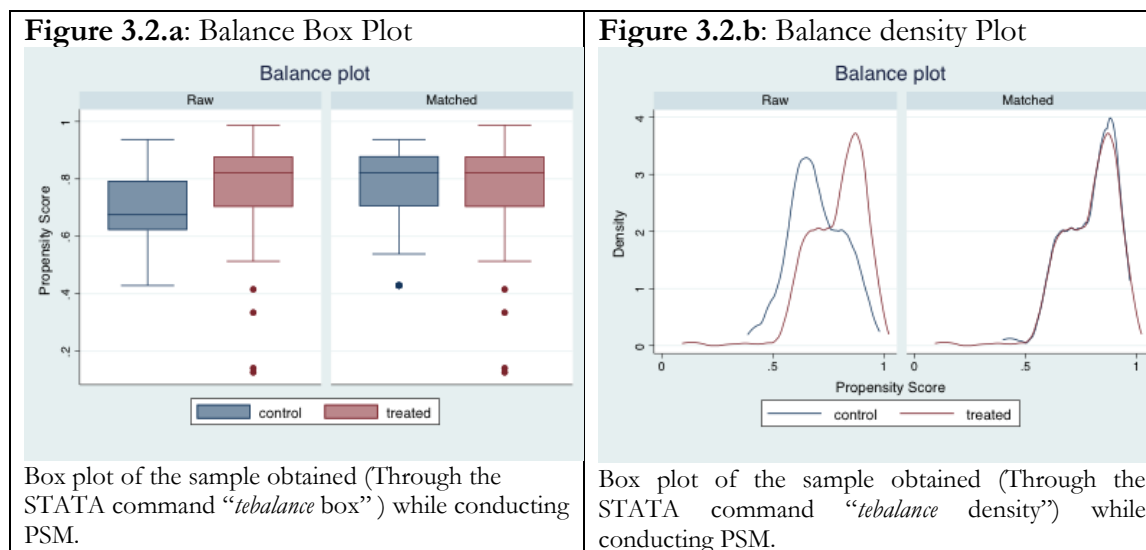 Figure 3.2.a: Balance Box Plot
Balance plot
Raw
Matched
1
.8
.6
.4
.2
Propensity Score
control
treated
Box plot of the sample obtained (Through the
STATA command “tebalance box” ) while conducting
PSM.
Figure 3.2.b: Balance density Plot
Balance plot
Raw
Matched
4
3
2
1
0
Density
0
.5
1
0
.5
1
Propensity Score
control
treated
Box plot of the sample obtained (Through the
STATA command “tebalance density”) while
conducting PSM.